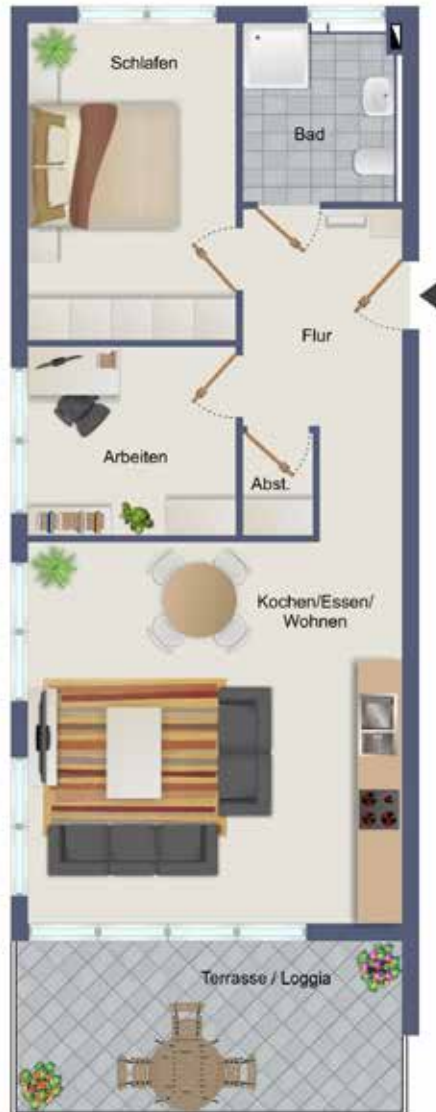 Schlafen
Bad
Flur
Arbeiten
Abst.
Kochen/Essen/
Wohnen
Terrasse / Loggia